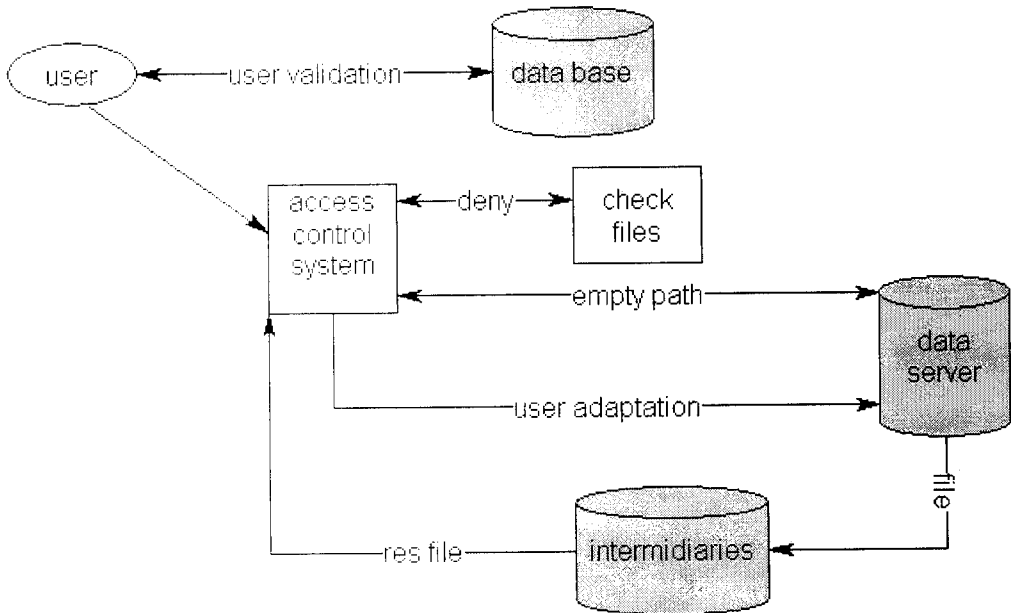 user
user validation
data base
access
control
system
deny
check
files
empty path
data
server
user adaptation
file
intermidiaries
res file